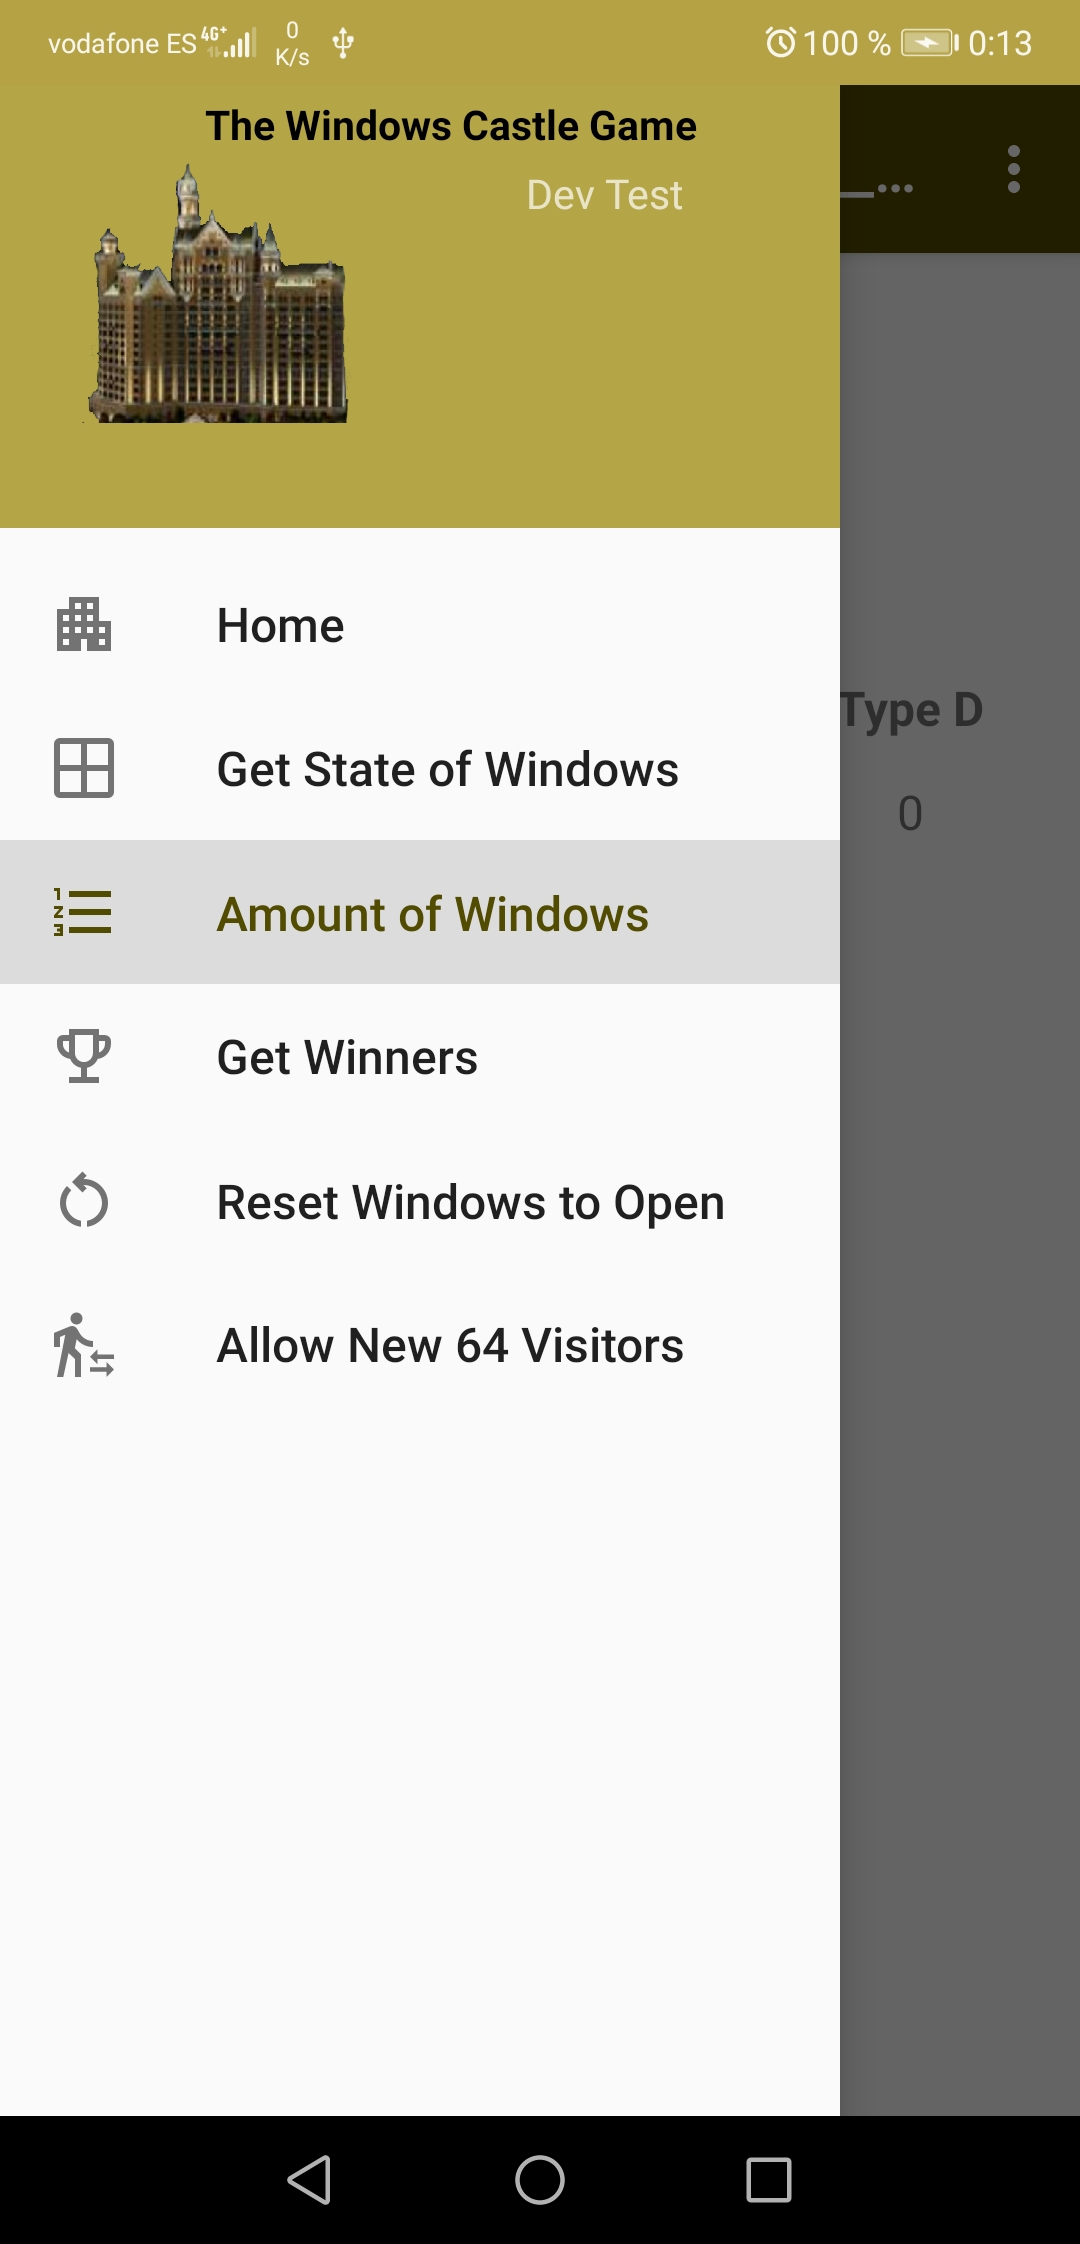 vodafone ES 4G+ 0 K/s 100 % 0:13
The Windows Castle Game
Dev Test
Home
Get State of Windows
Amount of Windows
Get Winners
Reset Windows to Open
Allow New 64 Visitors
Type D
0